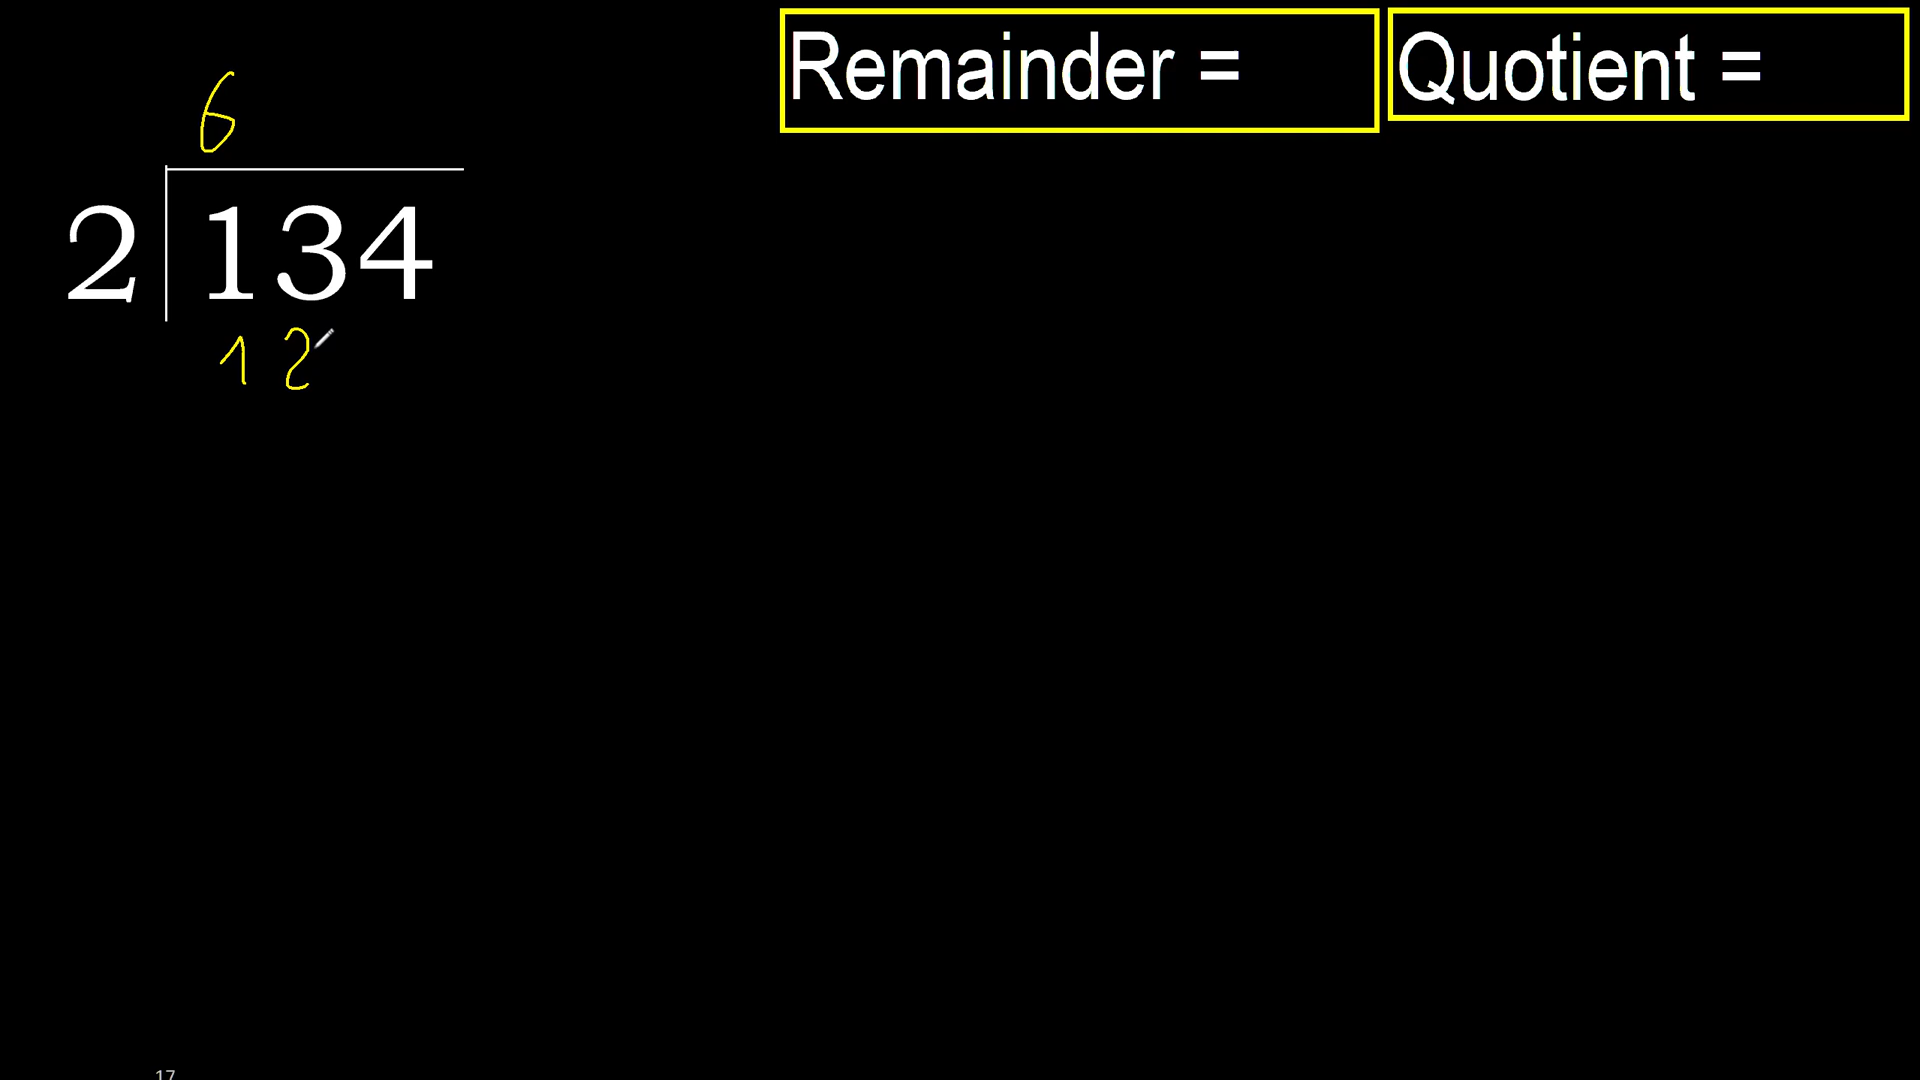 Remainder = Quotient =
6
2 134
12
17